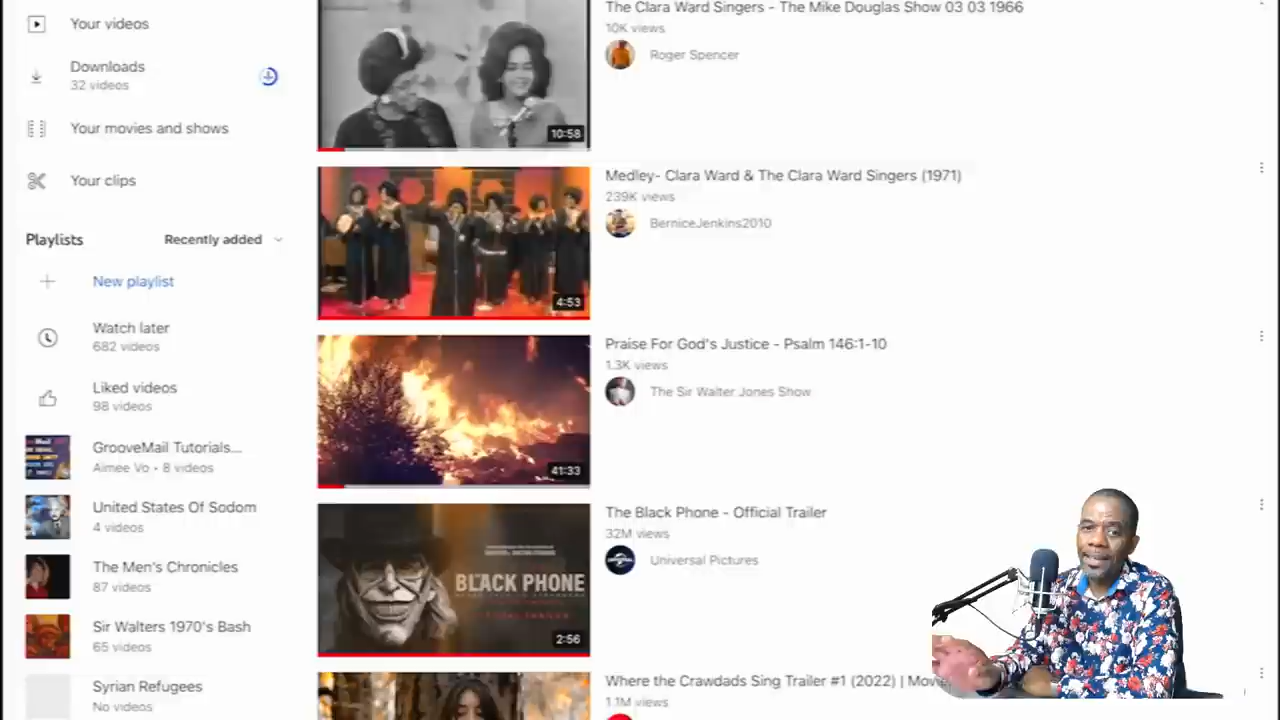 Your videos
Downloads
32 videos
Your movies and shows
Your clips
Playlists
Recently added
New playlist
Watch later
682 videos
Liked videos
98 videos
GrooveMail Tutorials...
Aimee Vo • 8 videos
United States Of Sodom
4 videos
The Men's Chronicles
87 videos
Sir Walters 1970's Bash
65 videos
Syrian Refugees
No videos
The Clara Ward Singers - The Mike Douglas Show 03 03 1966
10K views
Roger Spencer
10:58
Medley- Clara Ward & The Clara Ward Singers (1971)
239K views
BerniceJenkins2010
4:53
Praise For God's Justice - Psalm 146:1-10
1.3K views
The Sir Walter Jones Show
41:33
The Black Phone - Official Trailer
32M views
Universal Pictures
BLACK PHONE
2:56
Where the Crawdads Sing Trailer #1 (2022) |
1.1M views